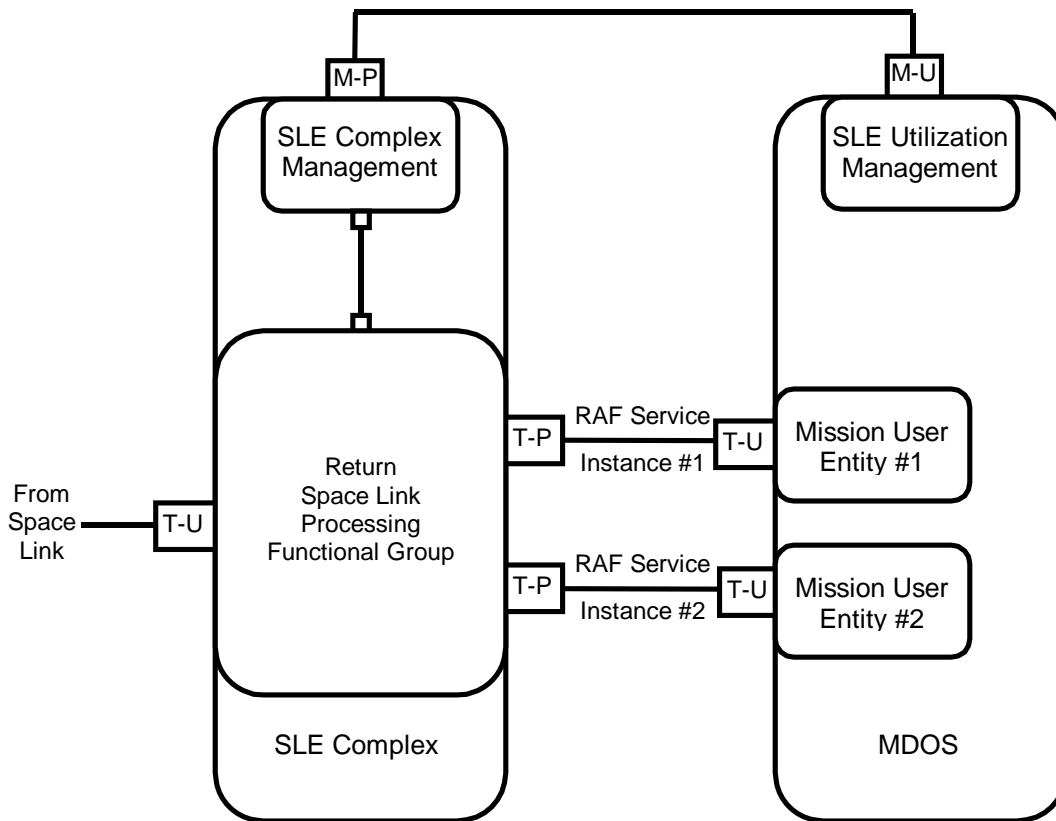 M-P
M-U
SLE Complex
Management
SLE Utilization
Management
RAF Service
T-P
T-U
Instance #1
Mission User
Entity #1
Return
Space Link
Processing
Functional Group
From
Space
Link
T-U
RAF Service
T-P
T-U
Instance #2
Mission User
Entity #2
SLE Complex
MDOS